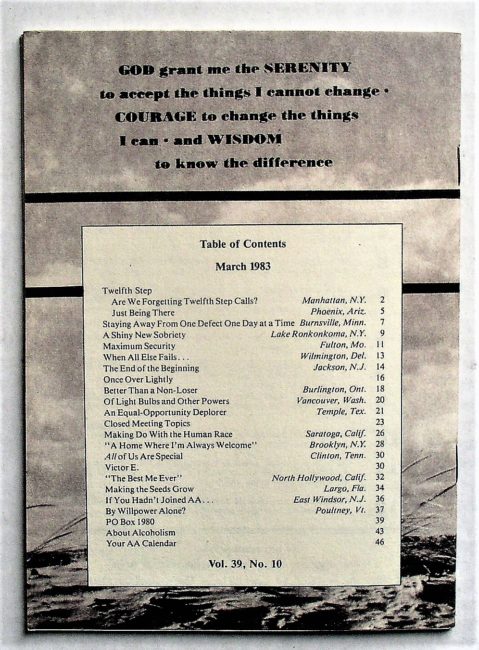 GOD grant me the SERENITY
to accept the things I cannot change •
COURAGE to change the things
I can • and WISDOM
to know the difference
Table of Contents
March 1983
Twelfth Step
Are We Forgetting Twelfth Step Calls? Manhattan, N.Y. 2
Just Being There Phoenix, Ariz. 5
Staying Away From One Defect One Day at a Time Burnsville, Minn. 7
A Shiny New Sobriety Lake Ronkonkoma, N.Y. 9
Maximum Security Fulton, Mo. 11
When All Else Fails... Wilmington, Del. 13
The End of the Beginning Jackson, N.J. 14
Once Over Lightly 16
Better Than a Non-Loser Burlington, Ont. 18
Of Light Bulbs and Other Powers Vancouver, Wash. 20
An Equal-Opportunity Deplorer Temple, Tex. 21
Closed Meeting Topics 23
Making Do With the Human Race Saratoga, Calif. 26
"A Home Where I'm Always Welcome" Brooklyn, N.Y. 28
All of Us Are Special Clinton, Tenn. 30
Victor E. 30
"The Best Me Ever" North Hollywood, Calif. 32
Making the Seeds Grow Largo, Fla. 34
If You Hadn't Joined AA... East Windsor, N.J. 36
By Willpower Alone? Poultney, Vt. 37
PO Box 1980 39
About Alcoholism 43
Your AA Calendar 46
Vol. 39, No. 10